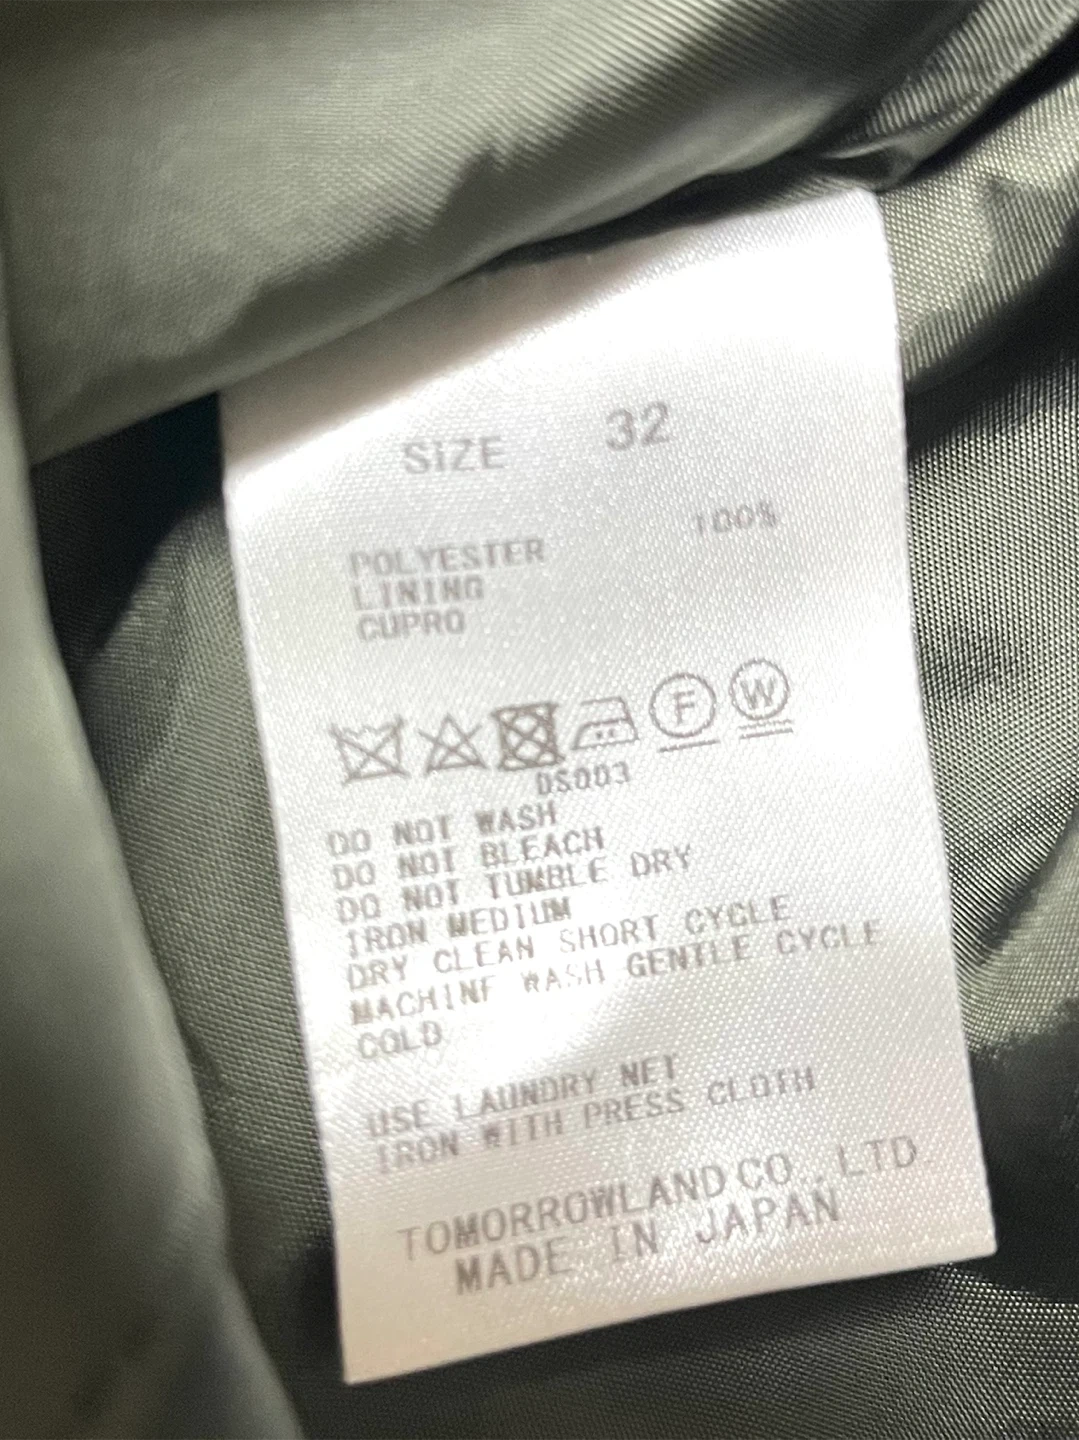 SIZE 32
100%
POLYESTER
LINING
CUPRO
F W
DS003
DO NOT WASH
DO NOT BLEACH
DO NOT TUMBLE DRY
IRON MEDIUM
DRY CLEAN SHORT CYCLE
MACHINE WASH GENTLE CYCLE
COLD
USE LAUNDRY NET
IRON WITH PRESS CLOTH
TOMORROWLAND CO., LTD.
MADE IN JAPAN